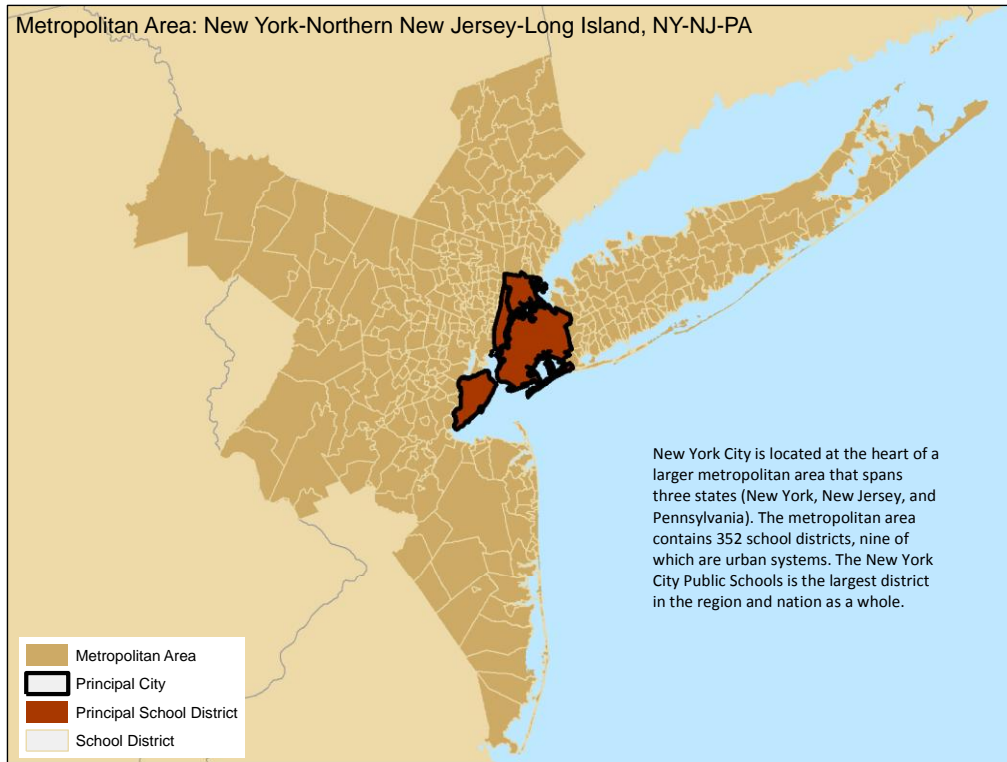 Metropolitan Area: New York-Northern New Jersey-Long Island, NY-NJ-PA
New York City is located at the heart of a
larger metropolitan area that spans
three states (New York, New Jersey, and
Pennsylvania). The metropolitan area
contains 352 school districts, nine of
which are urban systems. The New York
City Public Schools is the largest district
in the region and nation as a whole.
Metropolitan Area
Principal City
Principal School District
School District